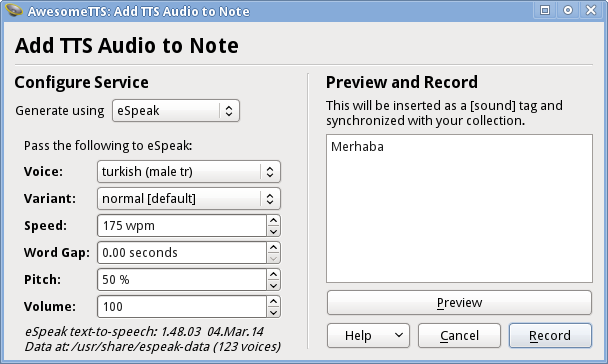 AwesomeTTS: Add TTS Audio to Note
Add TTS Audio to Note
Configure Service
Generate using eSpeak
Pass the following to eSpeak:
Voice: turkish (male tr)
Variant: normal [default]
Speed: 175 wpm
Word Gap: 0.00 seconds
Pitch: 50 %
Volume: 100
eSpeak text-to-speech: 1.48.03 04.Mar.14
Data at: /usr/share/espeak-data (123 voices)
Preview and Record
This will be inserted as a [sound] tag and
synchronized with your collection.
Merhaba
Preview
Help Cancel Record